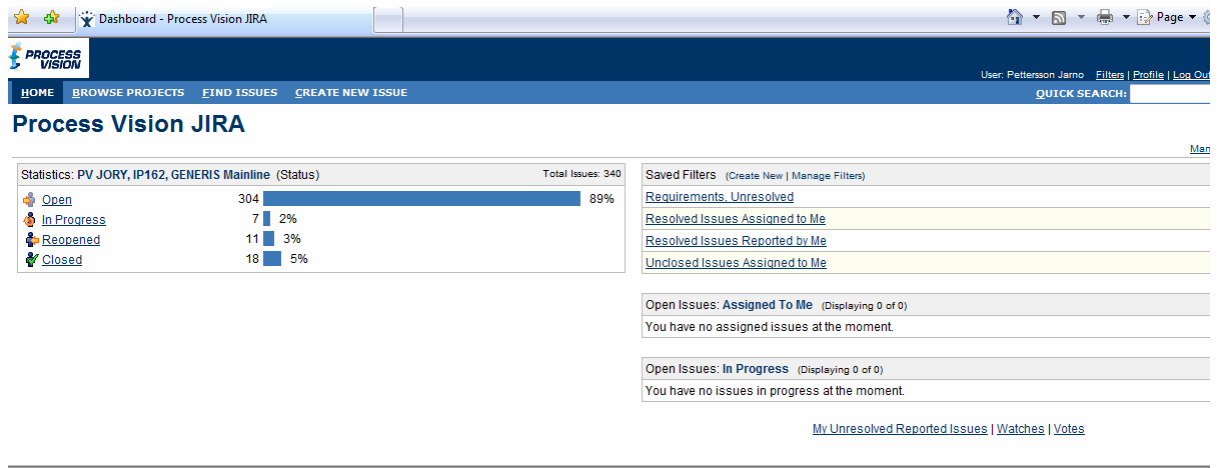 Dashboard - Process Vision JIRA
Page
PROCESS
VISION
User: Pettersson Jarno Filters | Profile | Log Out
HOME BROWSE PROJECTS FIND ISSUES CREATE NEW ISSUE QUICK SEARCH:
Process Vision JIRA
Man
Statistics: PV JORY, IP162, GENERIS Mainline (Status) Total Issues: 340
Open 304 89%
In Progress 7 2%
Reopened 11 3%
Closed 18 5%
Saved Filters (Create New | Manage Filters)
Requirements, Unresolved
Resolved Issues Assigned to Me
Resolved Issues Reported by Me
Unclosed Issues Assigned to Me
Open Issues: Assigned To Me (Displaying 0 of 0)
You have no assigned issues at the moment.
Open Issues: In Progress (Displaying 0 of 0)
You have no issues in progress at the moment.
My Unresolved Reported Issues | Watches | Votes